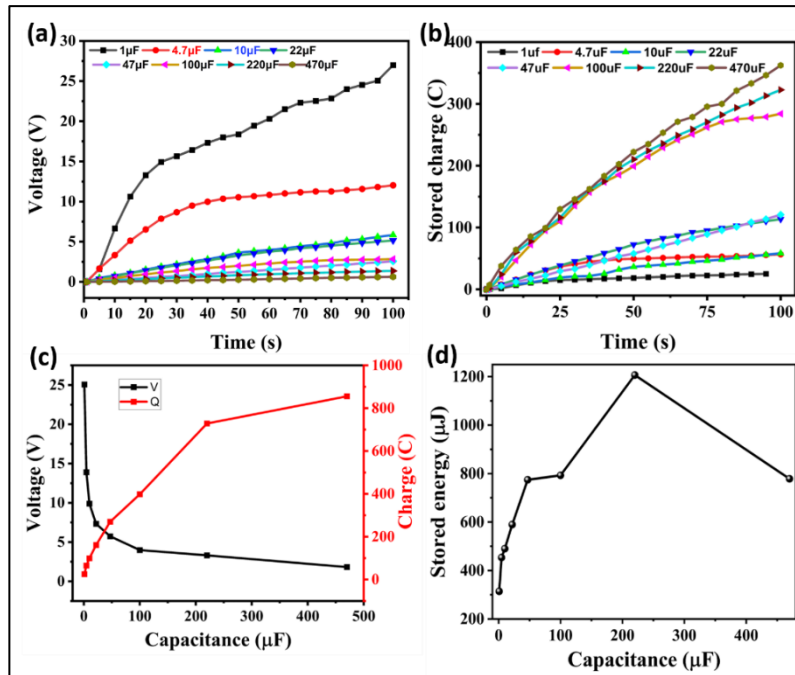 (a)
1μF 4.7μF 10μF 22μF
47μF 100μF 220μF 470μF
Voltage (V)
30
25
20
15
10
5
0
0 10 20 30 40 50 60 70 80 90 100
Time (s)
(b)
1uf 4.7uF 10uF 22uF
47uF 100uF 220uF 470uF
Stored charge (C)
400
300
200
100
0
0 25 50 75 100
Time (s)
(c)
V
Q
Voltage (V)
25
20
15
10
5
0
Charge (C)
1000
800
600
400
200
0
0 100 200 300 400 500
Capacitance (μF)
(d)
Stored energy (μJ)
1200
1000
800
600
400
200
0 100 200 300 400
Capacitance (μF)